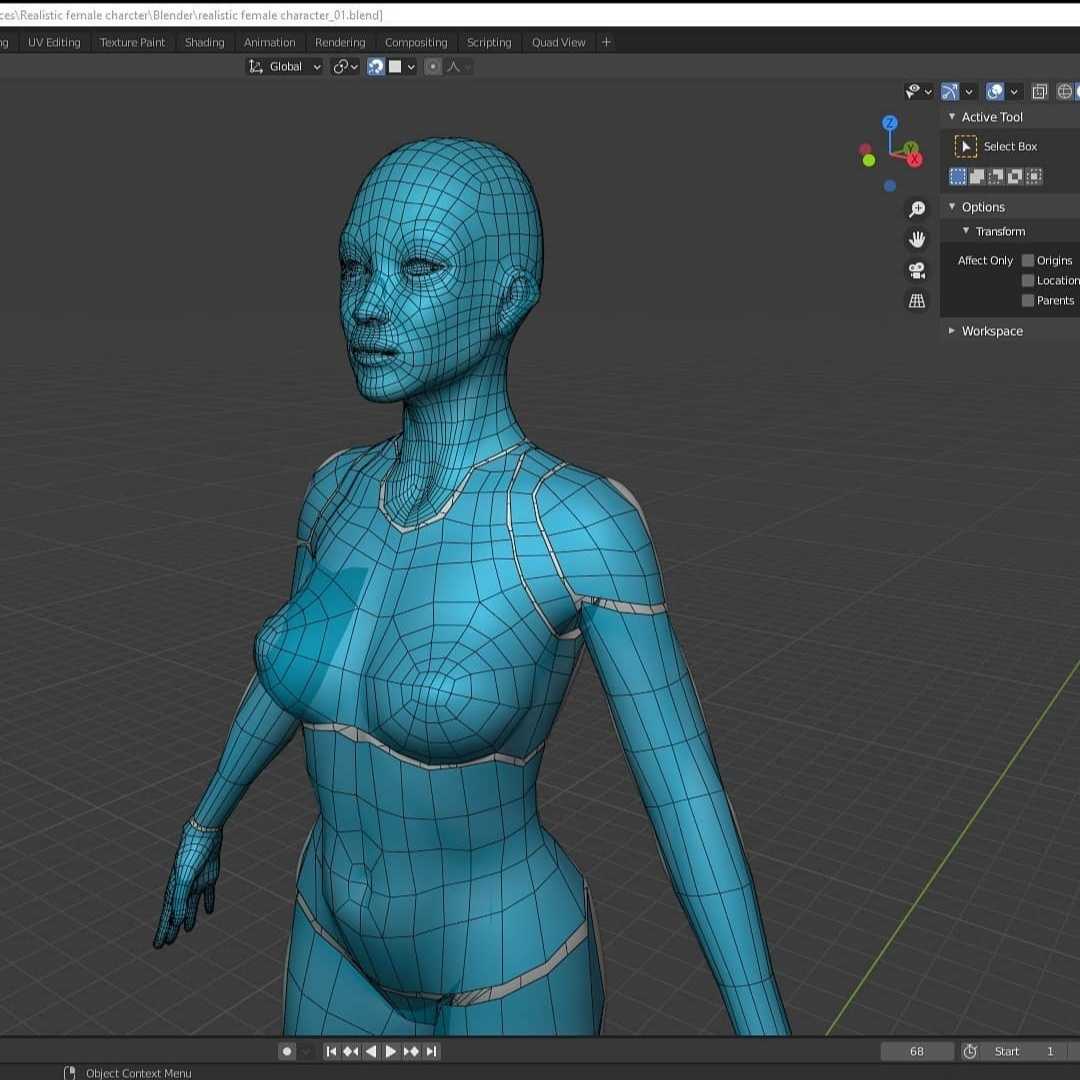 ces\Realistic female charcter\Blender\realistic female character_01.blend]
ng UV Editing Texture Paint Shading Animation Rendering Compositing Scripting Quad View +
Global
Z
Y
X
Active Tool
Select Box
Options
Transform
Affect Only Origins
Location
Parents
Workspace
68 Start 1
Object Context Menu